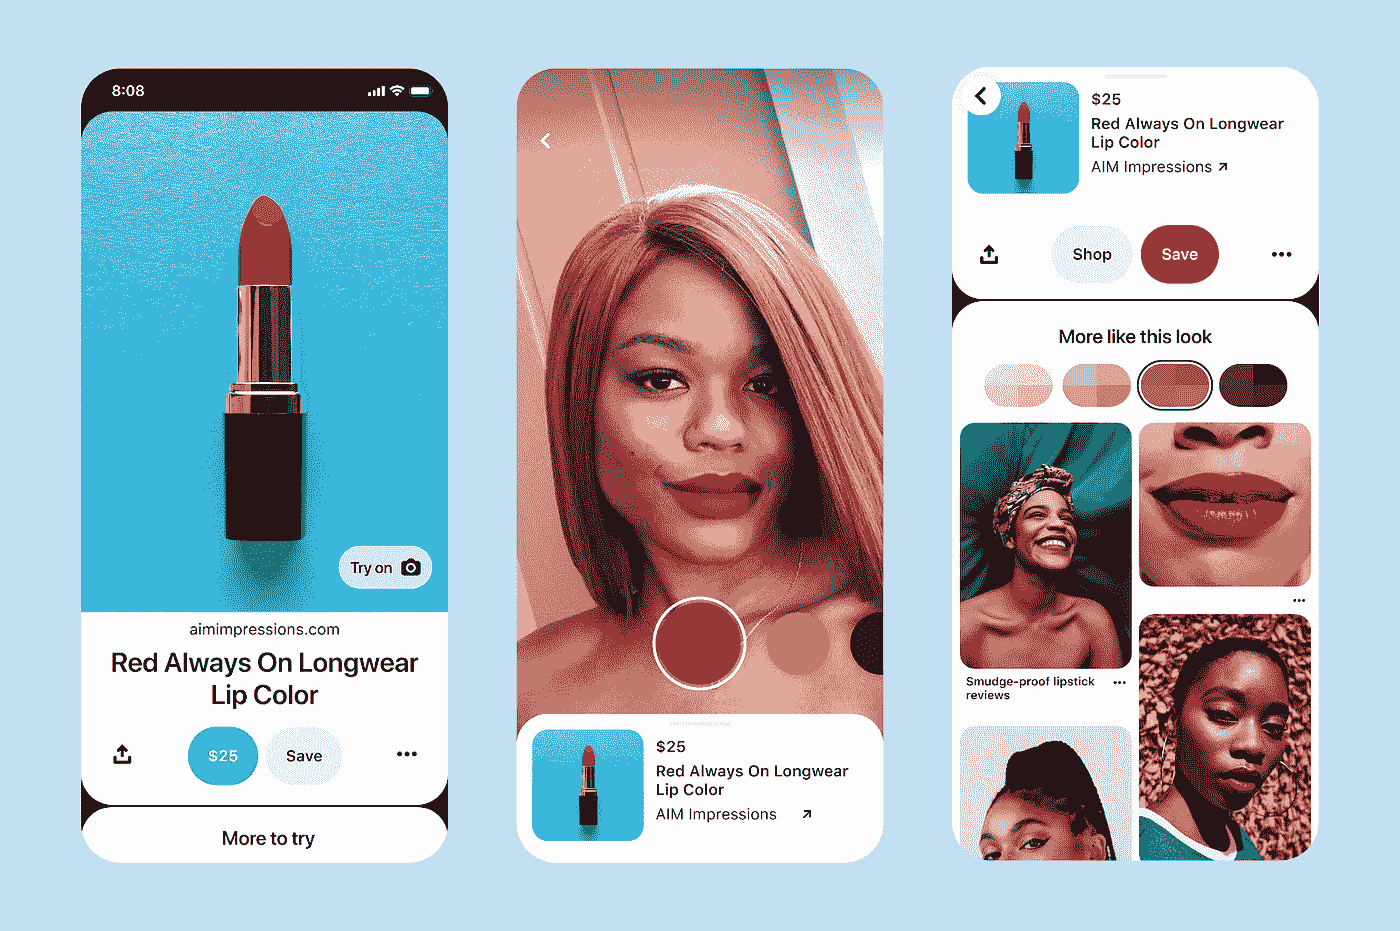 8:08
Try on
aimimpressions.com
Red Always On Longwear
Lip Color
$25
Save
More to try
$25
Red Always On Longwear
Lip Color
AIM Impressions
$25
Red Always On Longwear
Lip Color
AIM Impressions
Shop
Save
More like this look
Smudge-proof lipstick
reviews